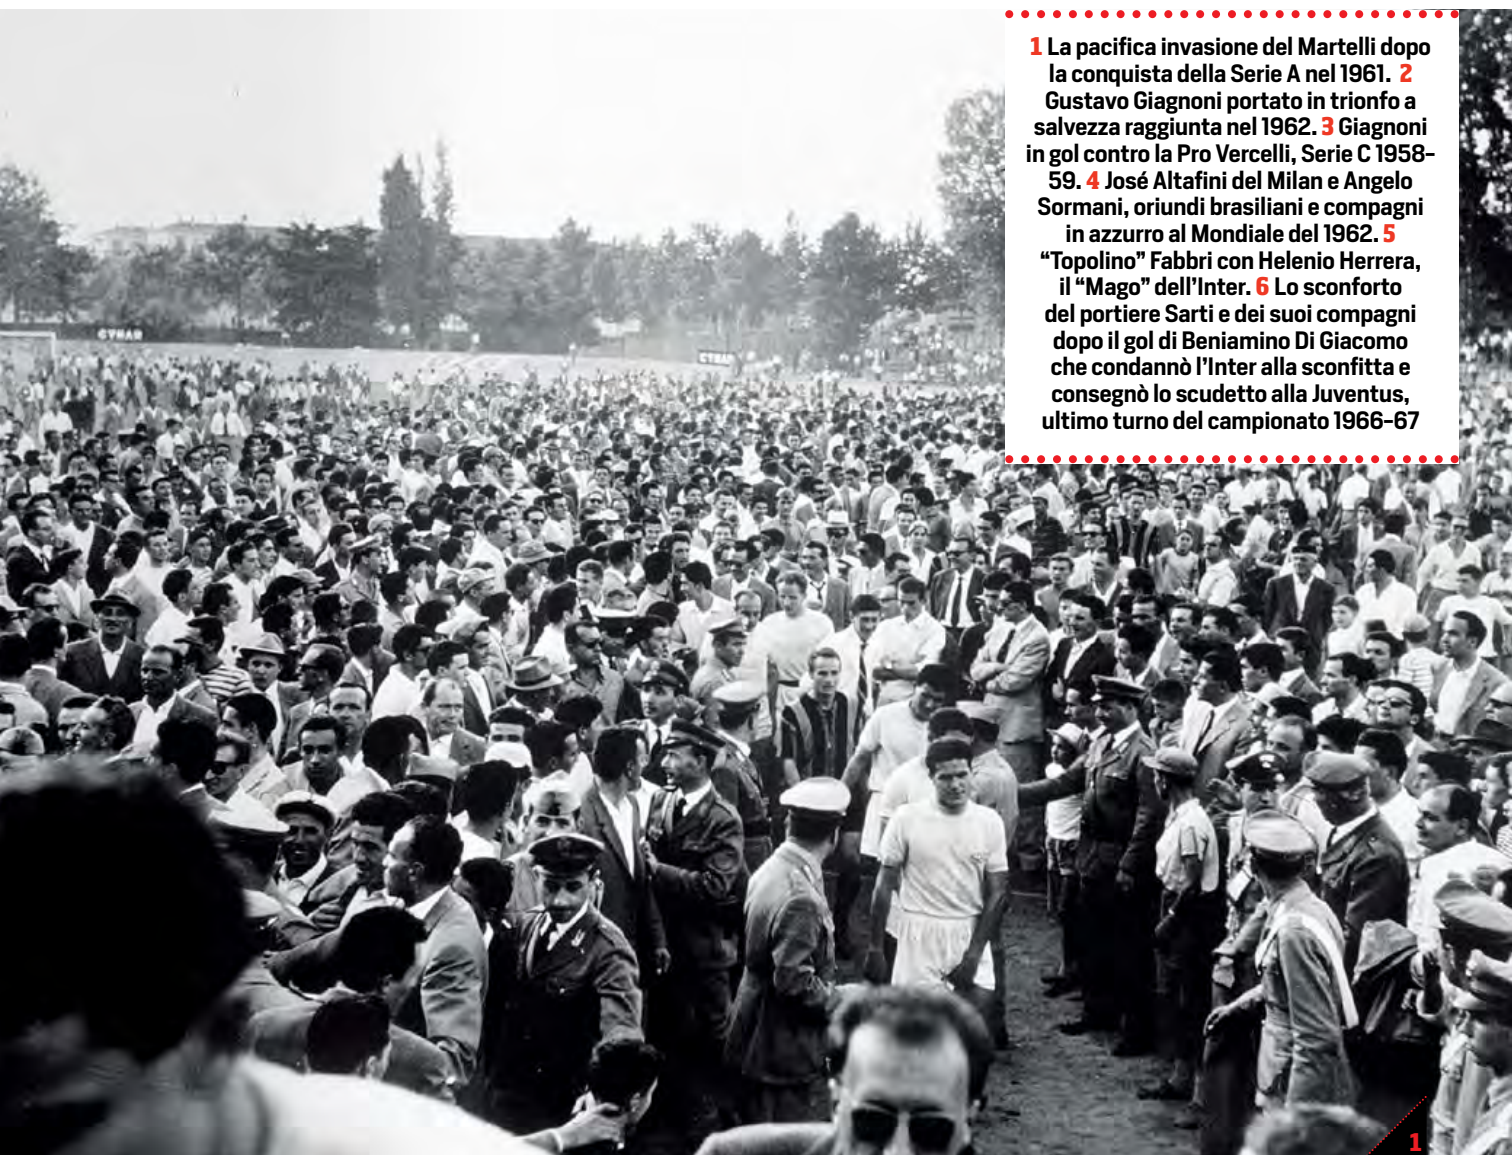 1 La pacifica invasione del Martelli dopo
la conquista della Serie A nel 1961. 2
Gustavo Giagnoni portato in trionfo a
salvezza raggiunta nel 1962. 3 Giagnoni
in gol contro la Pro Vercelli, Serie C 1958-
59. 4 José Altafini del Milan e Angelo
Sormani, oriundi brasiliani e compagni
in azzurro al Mondiale del 1962. 5
“Topolino” Fabbri con Helenio Herrera,
il “Mago” dell’Inter. 6 Lo sconforto
del portiere Sarti e dei suoi compagni
dopo il gol di Beniamino Di Giacomo
che condannò l’Inter alla sconfitta e
consegnò lo scudetto alla Juventus,
ultimo turno del campionato 1966-67
CYNAR
CYNAR
1